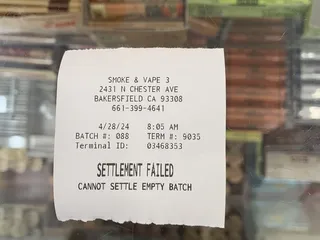 SMOKE & VAPE 3
2431 N CHESTER AVE
BAKERSFIELD CA 93308
661-399-4641
4/28/24 8:05 AM
BATCH #: 088 TERM #: 9035
Terminal ID: 03468353
SETTLEMENT FAILED
CANNOT SETTLE EMPTY BATCH